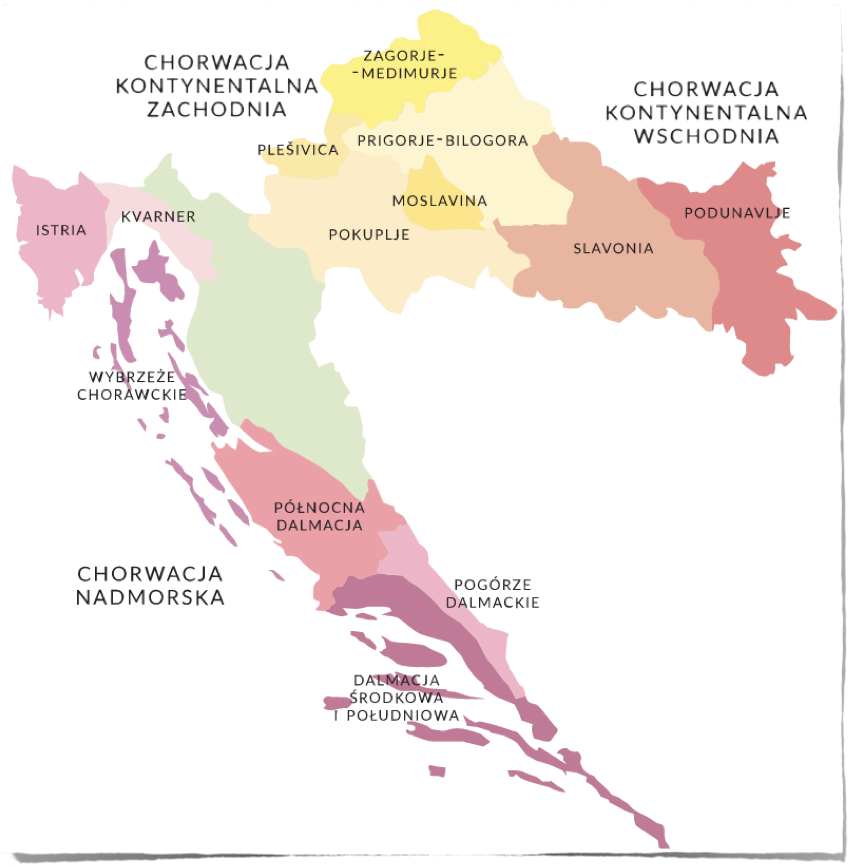 CHORWACJA
KONTYNENTALNA
ZACHODNIA
ZAGORJE-
-MEDIMURJE
CHORWACJA
KONTYNENTALNA
WSCHODNIA
PLEŠIVICA
PRIGORJE-BILOGORA
MOSLAVINA
ISTRIA
KVARNER
POKUPLJE
PODUNAVLJE
SLAVONIA
WYBRZEŻE
CHORAWCKIE
PÓŁNOCNA
DALMACJA
CHORWACJA
NADMORSKA
POGÓRZE
DALMACKIE
DALMACJA
ŚRODKOWA
I POŁUDNIOWA